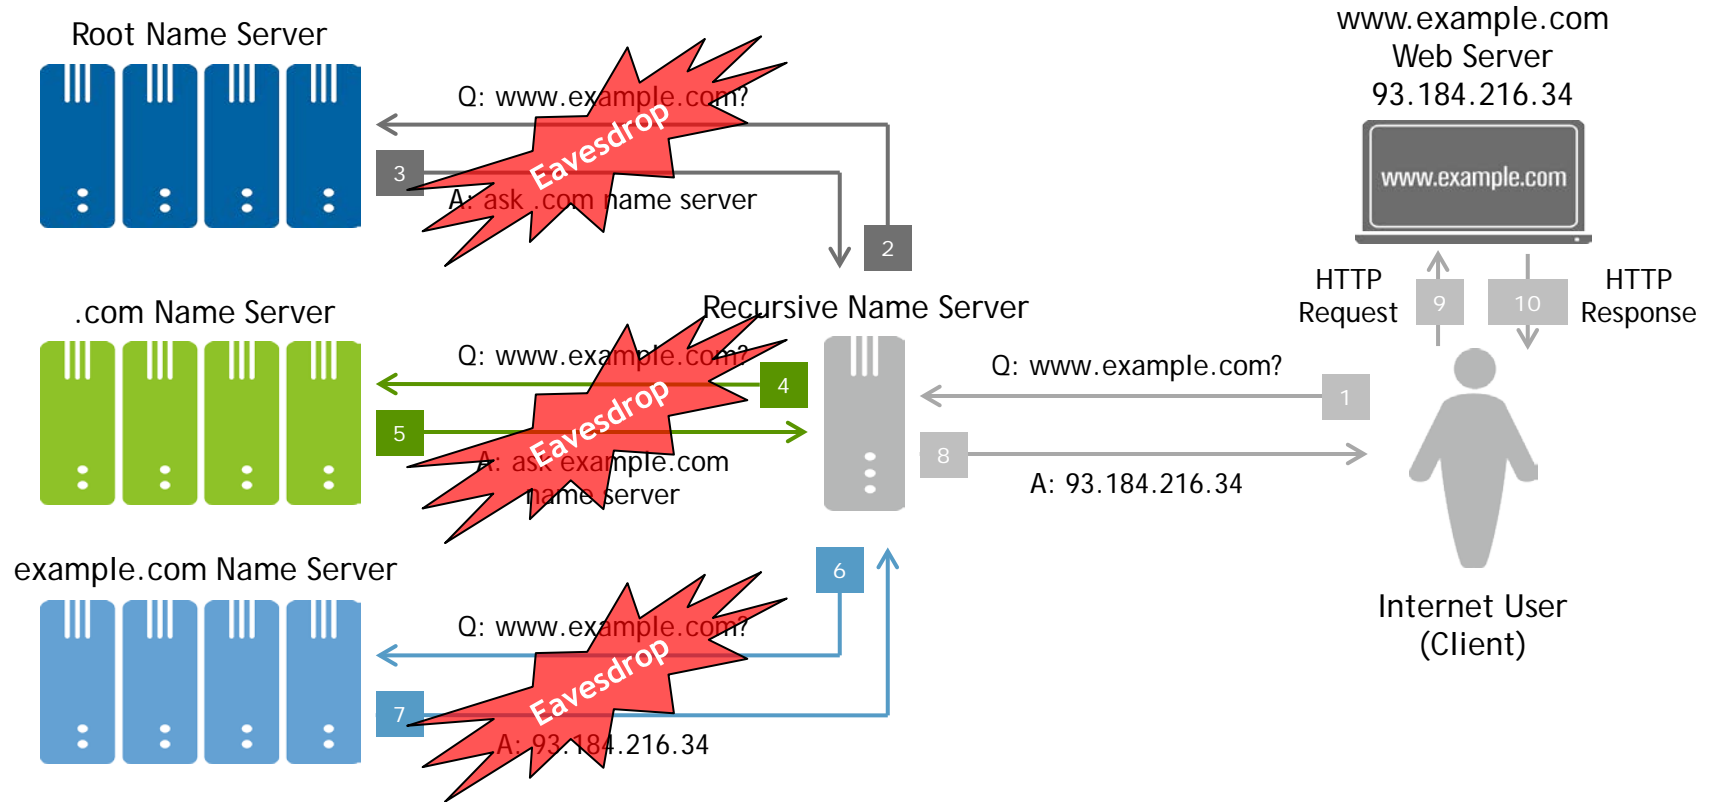 Root Name Server
Q: www.example.com?
Eavesdrop
3
A: ask .com name server
2
.com Name Server
Q: www.example.com?
4
Eavesdrop
5
A: ask example.com
name server
example.com Name Server
6
Q: www.example.com?
Eavesdrop
7
A: 93.184.216.34
Recursive Name Server
Q: www.example.com?
1
8
A: 93.184.216.34
www.example.com
Web Server
93.184.216.34
www.example.com
HTTP
Request
9
10
HTTP
Response
Internet User
(Client)